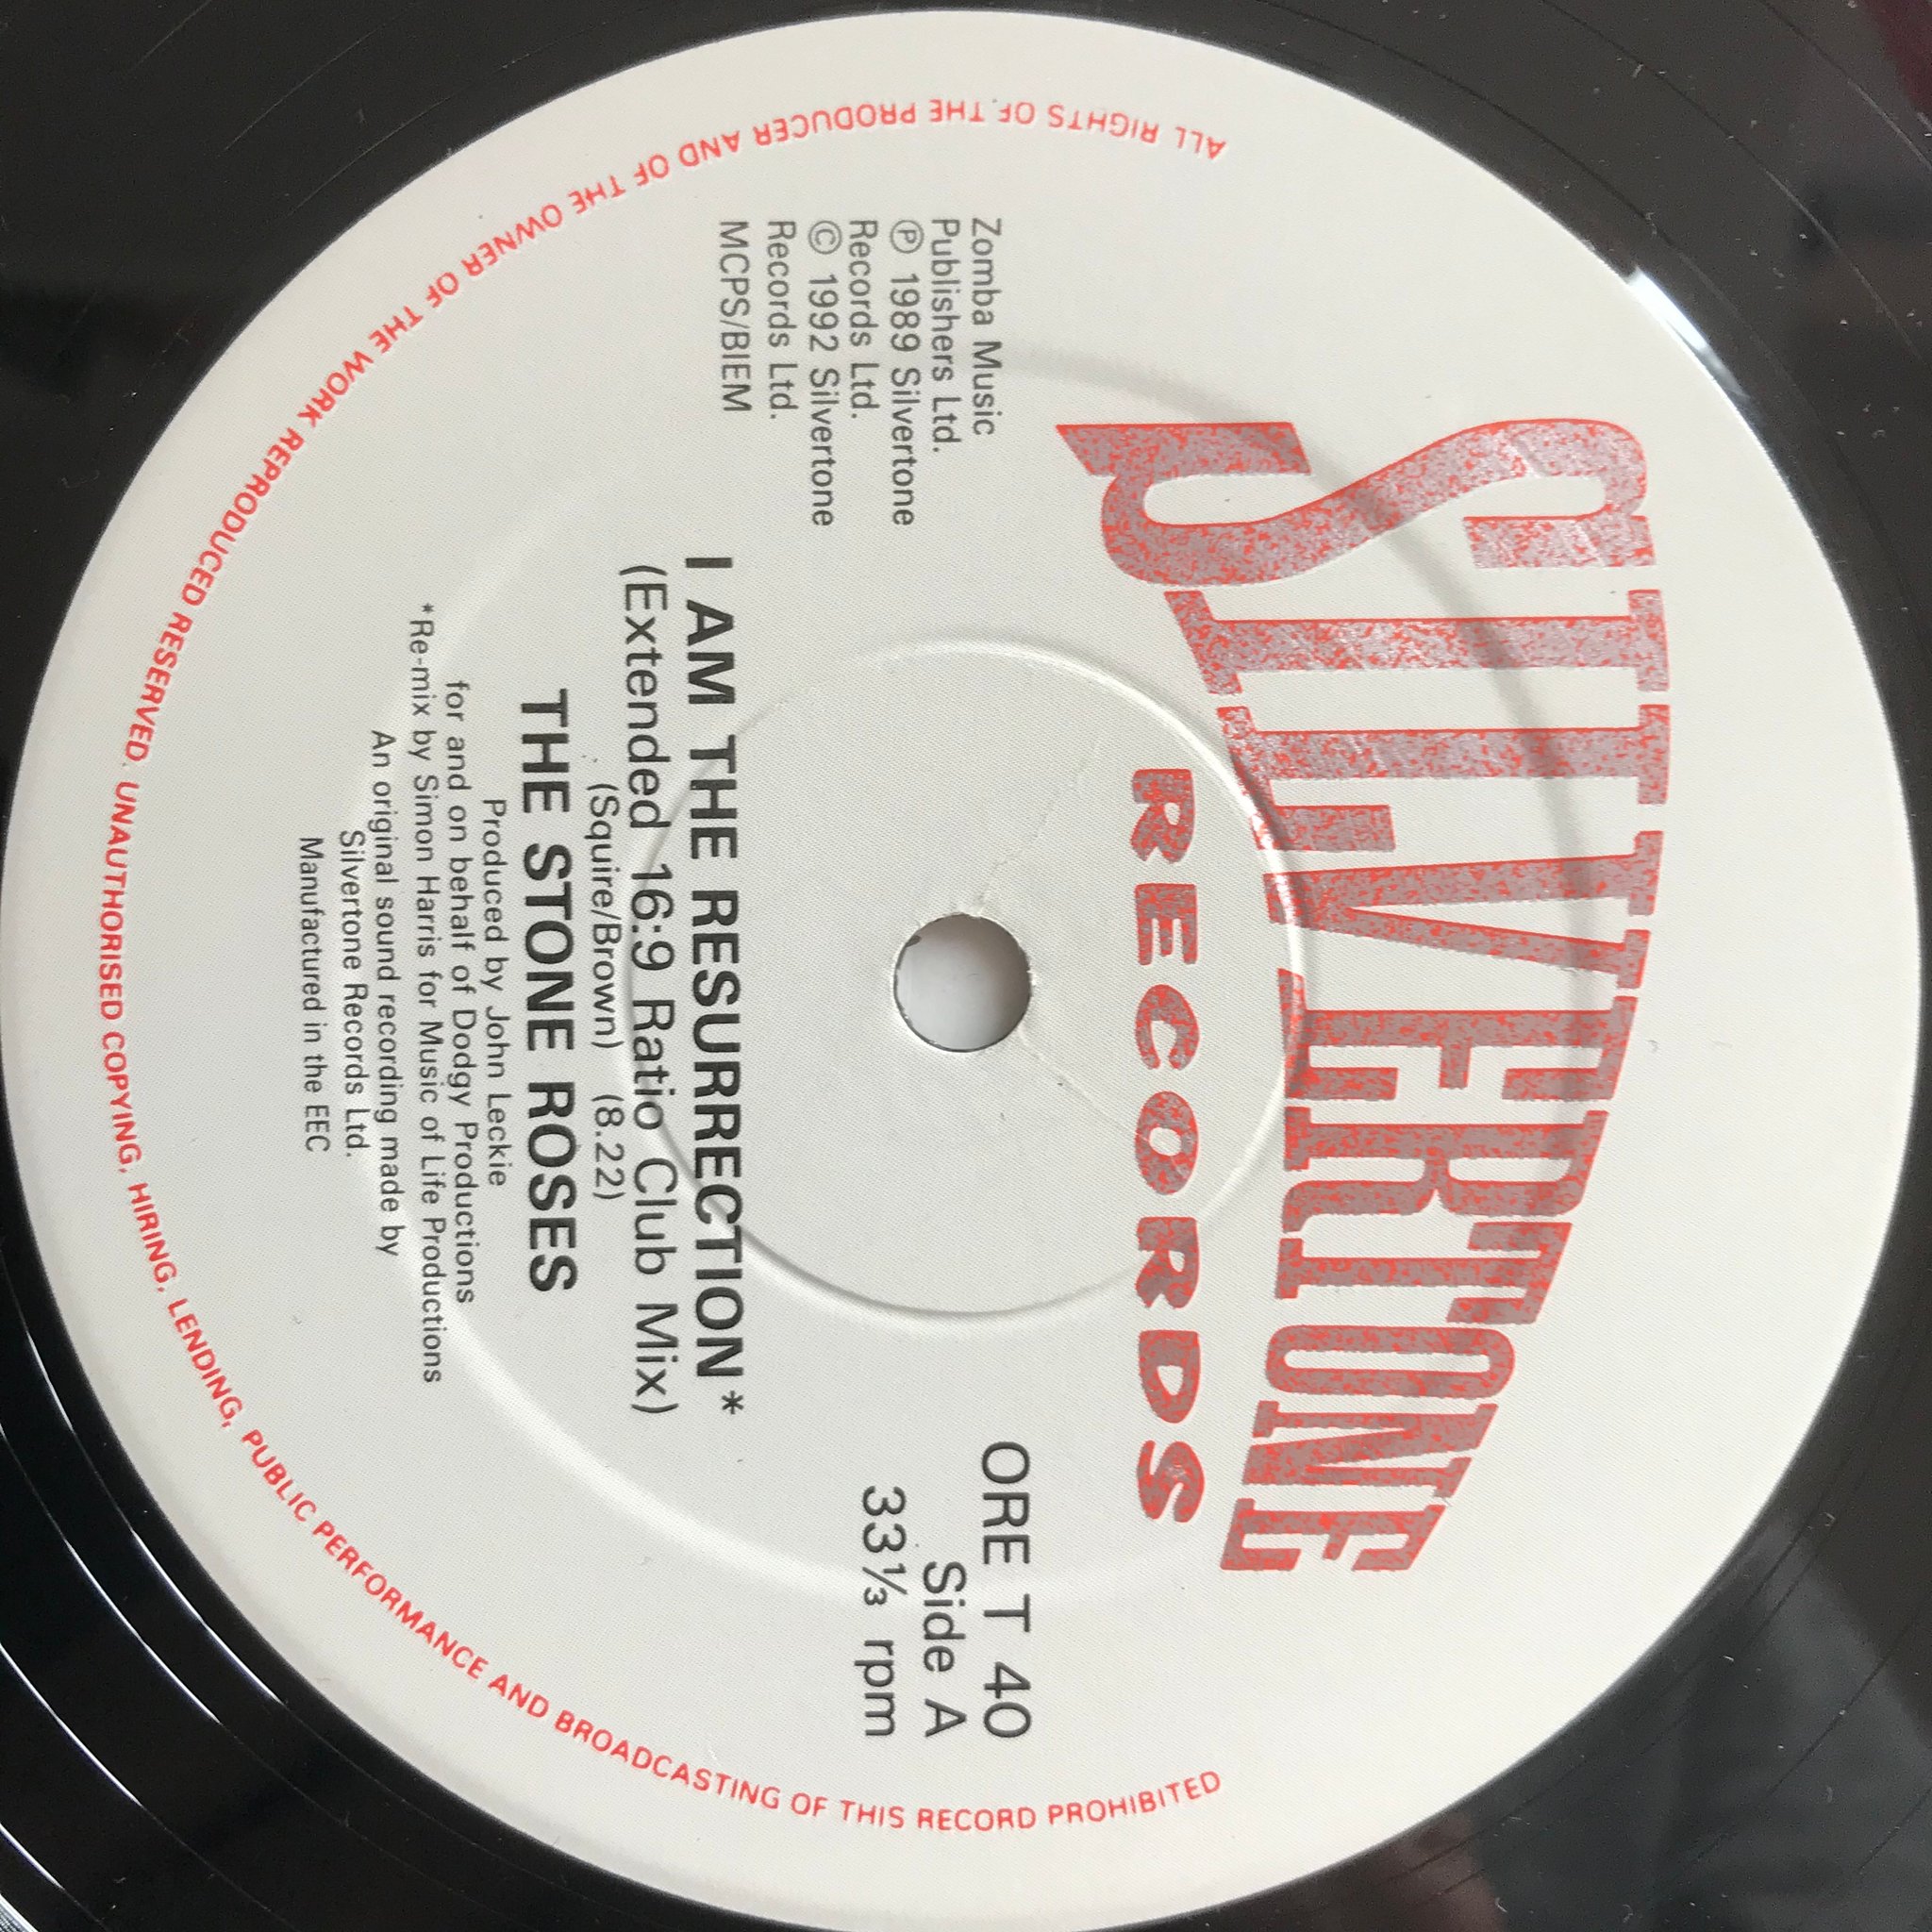 SILVERTONE
RECORDS
Zomba Music
Publishers Ltd.
℗ 1989 Silvertone
Records Ltd.
© 1992 Silvertone
Records Ltd.
MCPS/BIEM
ORE T 40
Side A
33⅓ rpm
I AM THE RESURRECTION*
(Extended 16:9 Ratio Club Mix)
(Squire/Brown) (8.22)
THE STONE ROSES
Produced by John Leckie
for and on behalf of Dodgy Productions
*Re-mix by Simon Harris for Music of Life Productions
An original sound recording made by
Silvertone Records Ltd.
Manufactured in the EEC
ALL RIGHTS OF THE PRODUCER AND OF THE OWNER OF THE WORK REPRODUCED RESERVED. UNAUTHORISED COPYING, HIRING, LENDING, PUBLIC PERFORMANCE AND BROADCASTING OF THIS RECORD PROHIBITED